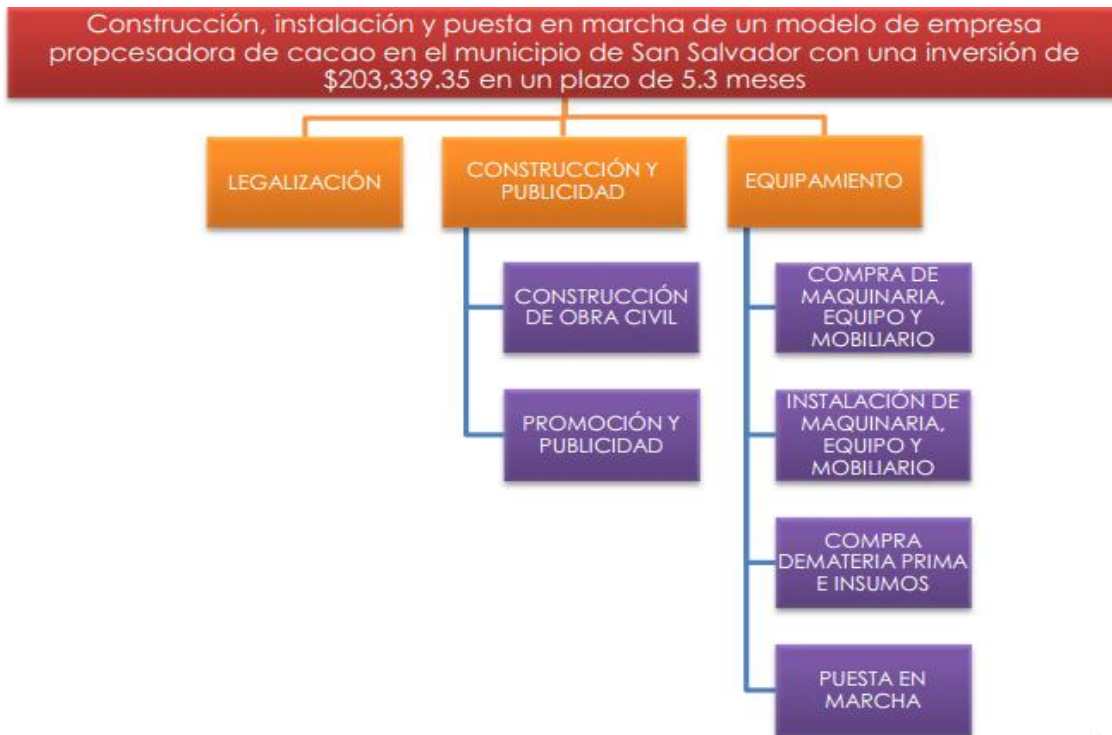 Construcción, instalación y puesta en marcha de un modelo de empresa
propcesadora de cacao en el municipio de San Salvador con una inversión de
$203,339.35 en un plazo de 5.3 meses
LEGALIZACIÓN
CONSTRUCCIÓN Y
PUBLICIDAD
EQUIPAMIENTO
CONSTRUCCIÓN
DE OBRA CIVIL
PROMOCIÓN Y
PUBLICIDAD
COMPRA DE
MAQUINARIA,
EQUIPO Y
MOBILIARIO
INSTALACIÓN DE
MAQUINARIA,
EQUIPO Y
MOBILIARIO
COMPRA
DEMATERIA PRIMA
E INSUMOS
PUESTA EN
MARCHA